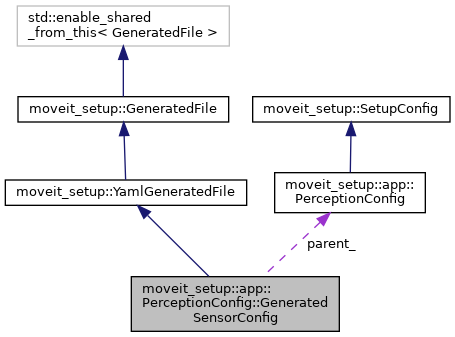 std::enable_shared
_from_this< GeneratedFile >
moveit_setup::GeneratedFile
moveit_setup::SetupConfig
moveit_setup::YamlGeneratedFile
moveit_setup::app::
PerceptionConfig
parent_
moveit_setup::app::
PerceptionConfig::Generated
SensorConfig